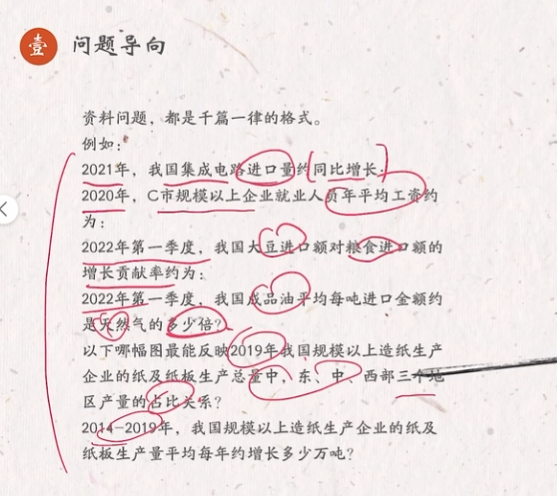 壹 问题导向
资料问题，都是千篇一律的格式。
例如：
2021年，我国集成电路进口量约同比增长：
2020年，C市规模以上企业就业人员年平均工资约
为：
2022年第一季度，我国大豆进口额对粮食进口额的
增长贡献率约为：
2022年第一季度，我国成品油平均每吨进口金额约
是天然气的多少倍？
以下哪幅图最能反映2019年我国规模以上造纸生产
企业的纸及纸板生产总量中，东、中、西部三个地
区产量的占比关系？
2014-2019年，我国规模以上造纸生产企业的纸及
纸板生产量平均每年约增长多少万吨？